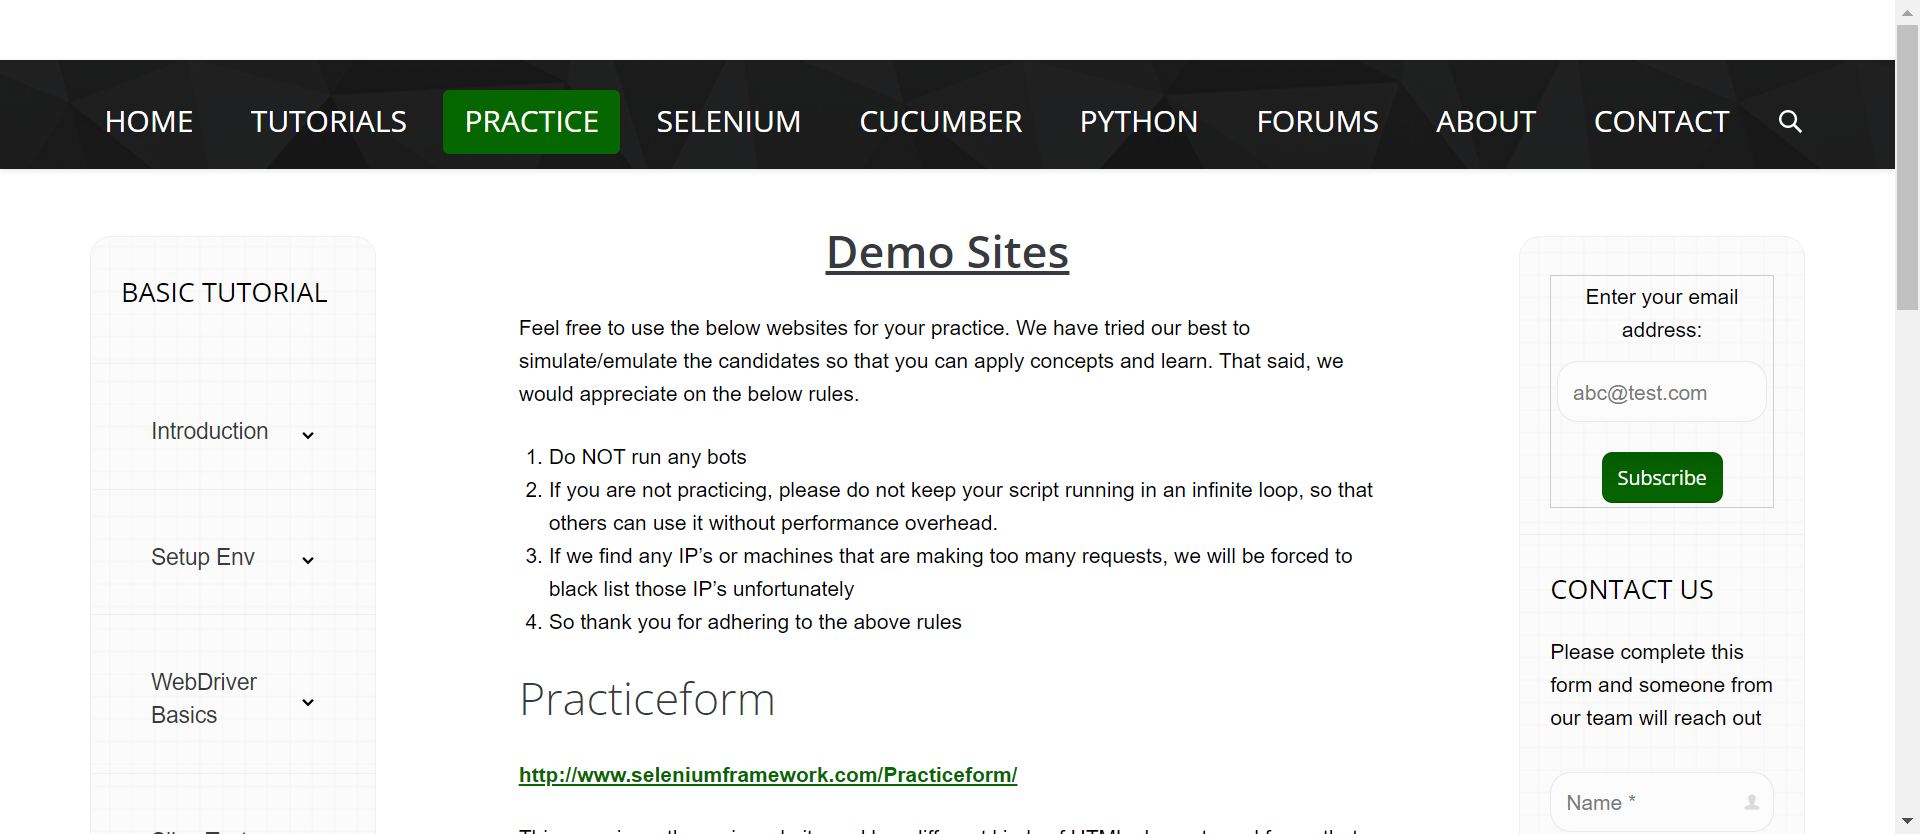 HOME TUTORIALS PRACTICE SELENIUM CUCUMBER PYTHON FORUMS ABOUT CONTACT
BASIC TUTORIAL
Introduction
Setup Env
WebDriver
Basics
Demo Sites
Feel free to use the below websites for your practice. We have tried our best to
simulate/emulate the candidates so that you can apply concepts and learn. That said, we
would appreciate on the below rules.
1. Do NOT run any bots
2. If you are not practicing, please do not keep your script running in an infinite loop, so that
others can use it without performance overhead.
3. If we find any IP’s or machines that are making too many requests, we will be forced to
black list those IP’s unfortunately
4. So thank you for adhering to the above rules
Practiceform
http://www.seleniumframework.com/Practiceform/
Enter your email
address:
abc@test.com
Subscribe
CONTACT US
Please complete this
form and someone from
our team will reach out
Name *